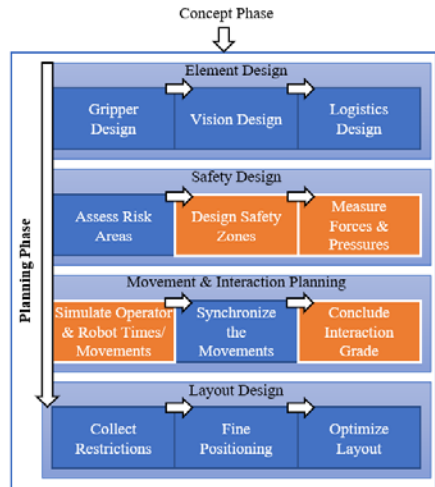 Concept Phase
Planning Phase
Element Design
Gripper
Design
Vision Design
Logistics
Design
Safety Design
Assess Risk
Areas
Design Safety
Zones
Measure
Forces &
Pressures
Movement & Interaction Planning
Simulate Operator
& Robot Times/
Movements
Synchronize
the
Movements
Conclude
Interaction
Grade
Layout Design
Collect
Restrictions
Fine
Positioning
Optimize
Layout